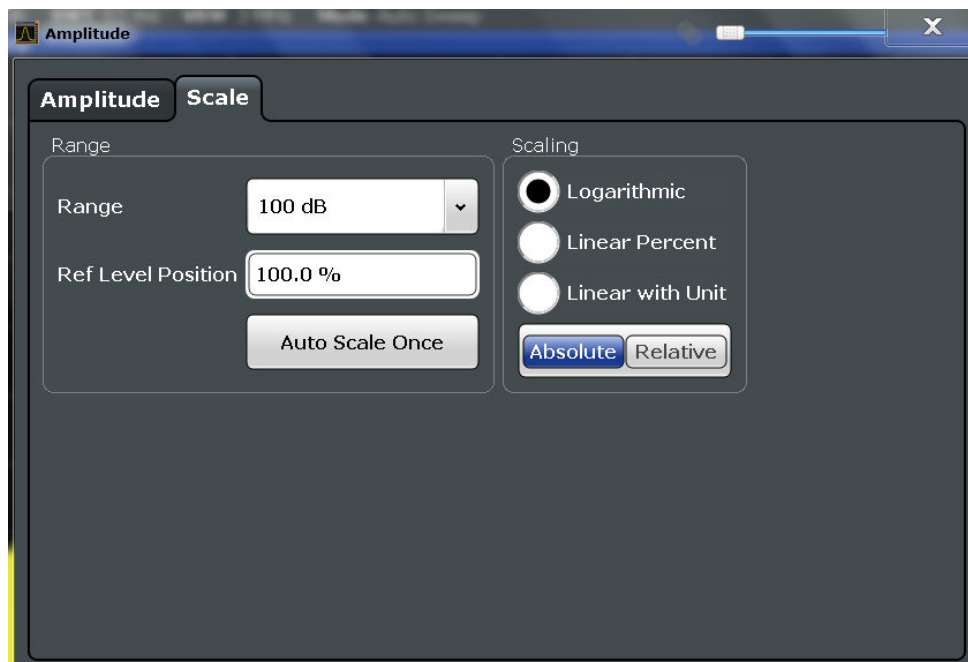 Amplitude
X
Amplitude
Scale
Range
Range
100 dB
Ref Level Position
100.0 %
Auto Scale Once
Scaling
Logarithmic
Linear Percent
Linear with Unit
Absolute
Relative